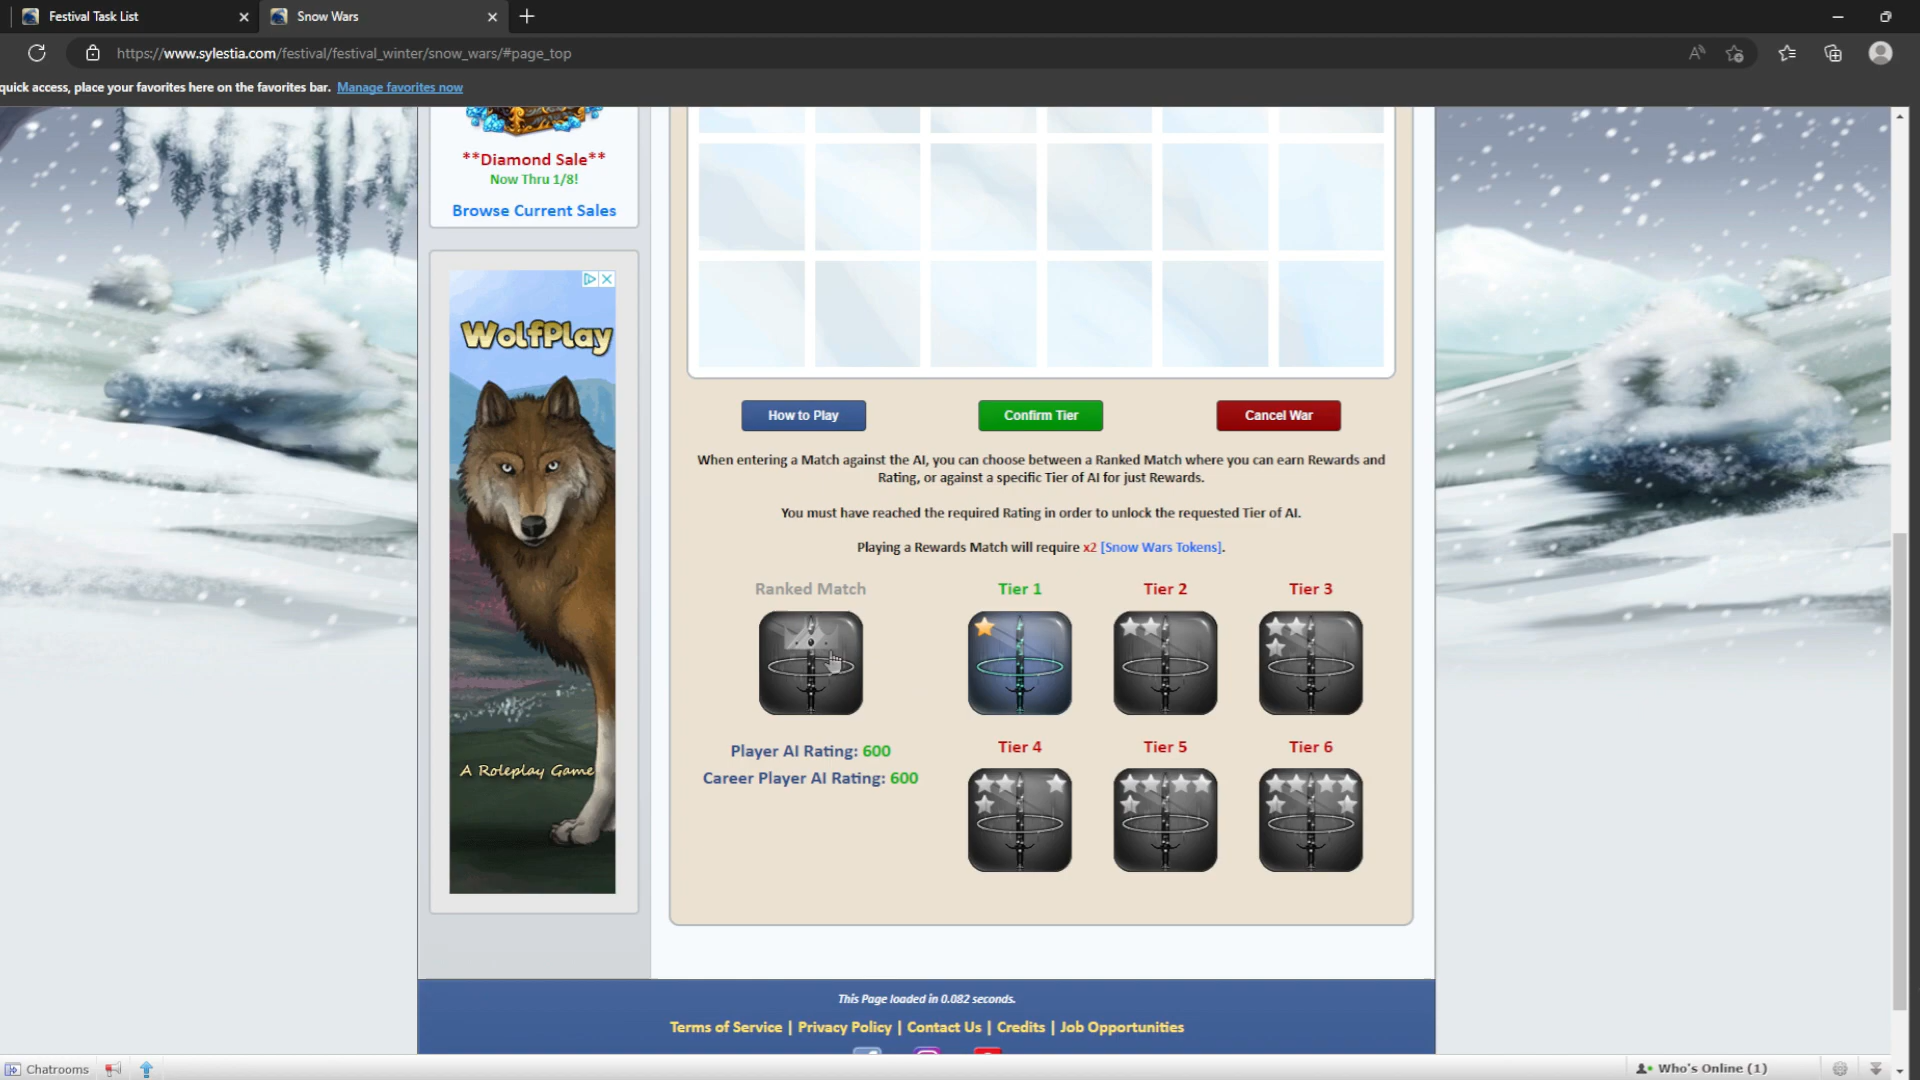 Festival Task List
Snow Wars
https://www.sylestia.com/festival/festival_winter/snow_wars/#page_top
quick access, place your favorites here on the favorites bar. Manage favorites now
**Diamond Sale**
Now Thru 1/8!
Browse Current Sales
WolfPlay
A Roleplay Game
How to Play
Confirm Tier
Cancel War
When entering a Match against the AI, you can choose between a Ranked Match where you can earn Rewards and
Rating, or against a specific Tier of AI for just Rewards.
You must have reached the required Rating in order to unlock the requested Tier of AI.
Playing a Rewards Match will require x2 [Snow Wars Tokens].
Ranked Match
Tier 1
Tier 2
Tier 3
Player AI Rating: 600
Career Player AI Rating: 600
Tier 4
Tier 5
Tier 6
This Page loaded in 0.082 seconds.
Terms of Service | Privacy Policy | Contact Us | Credits | Job Opportunities
Chatrooms
Who's Online (1)